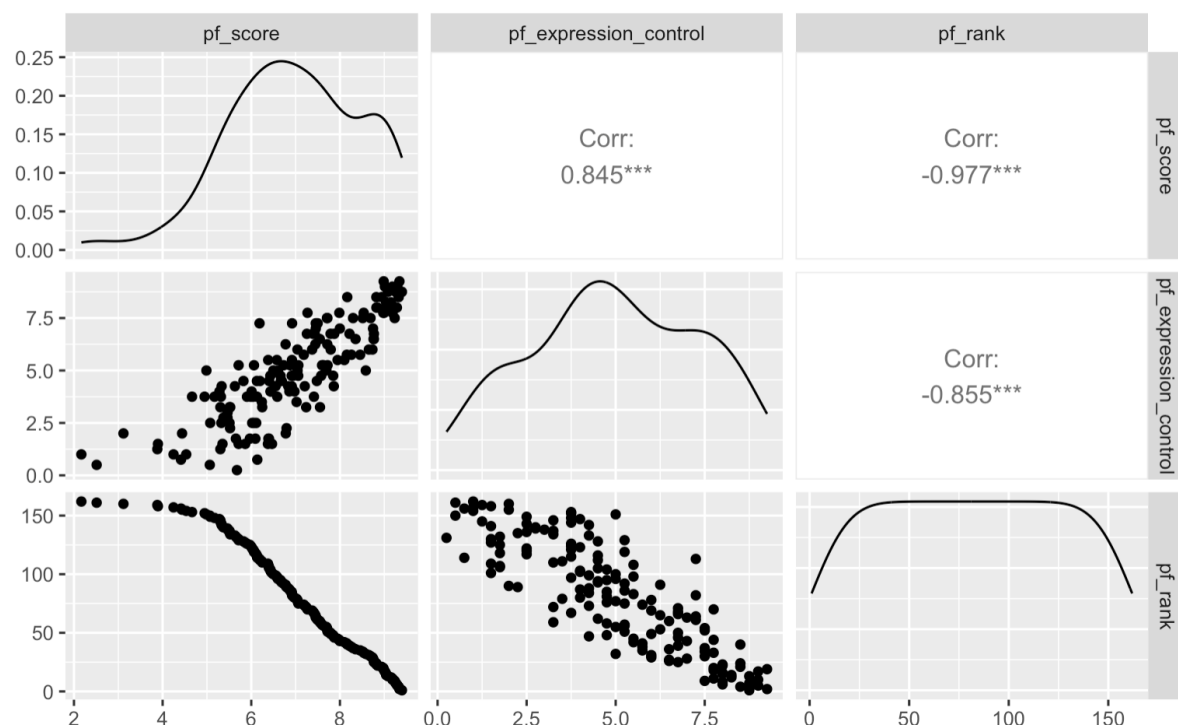 pf_score pf_expression_control pf_rank
0.25
0.20
0.15
0.10
0.05
0.00
Corr:
0.845***
Corr:
-0.977***
pf_score
7.5
5.0
2.5
0.0
Corr:
-0.855***
pf_expression_control
150
100
50
0
pf_rank
2 4 6 8 0.0 2.5 5.0 7.5 0 50 100 150